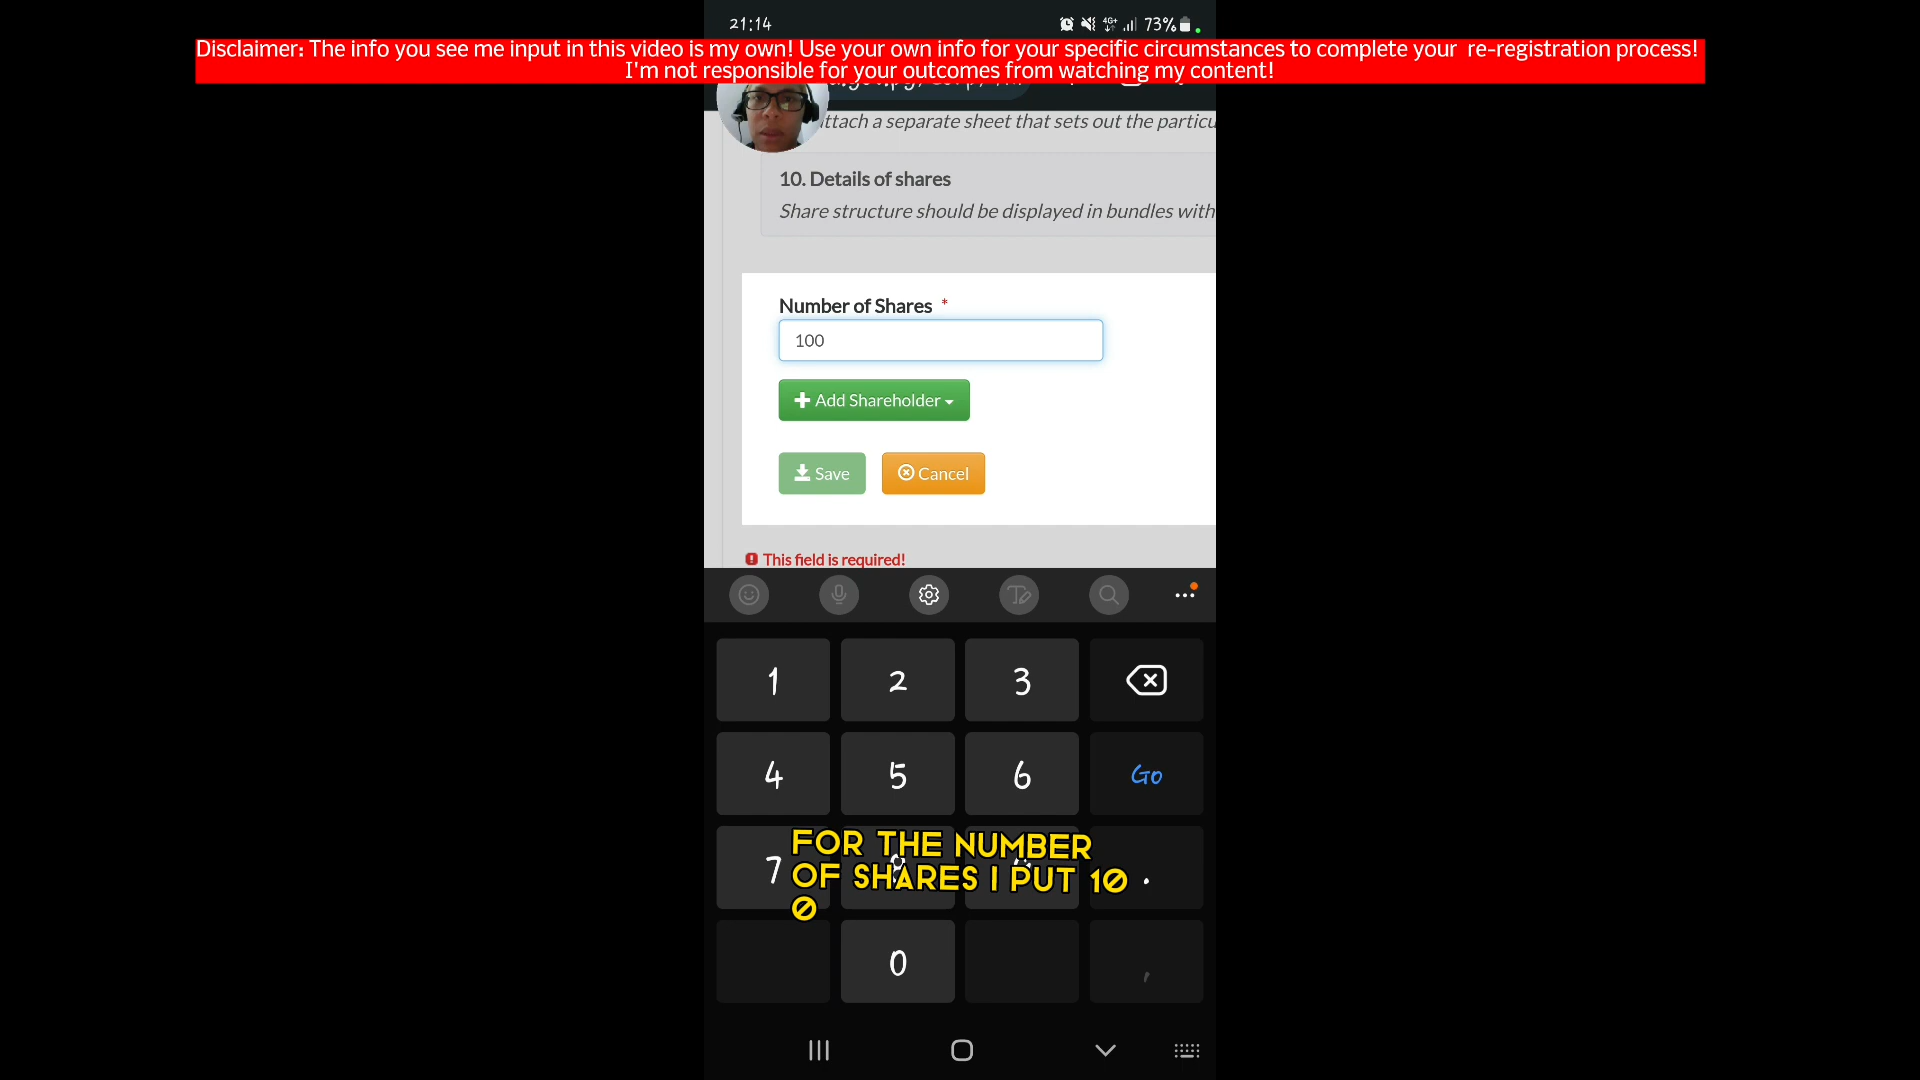 21:14
4G+
73%
Disclaimer: The info you see me input in this video is my own! Use your own info for your specific circumstances to complete your re-registration process!
I'm not responsible for your outcomes from watching my content!
ttach a separate sheet that sets out the particu
10. Details of shares
Share structure should be displayed in bundles with
Number of Shares *
100
Add Shareholder
Save
Cancel
This field is required!
1 2 3
4 5 6 Go
7 .
FOR THE NUMBER
OF SHARES I PUT 10
0
0 ,